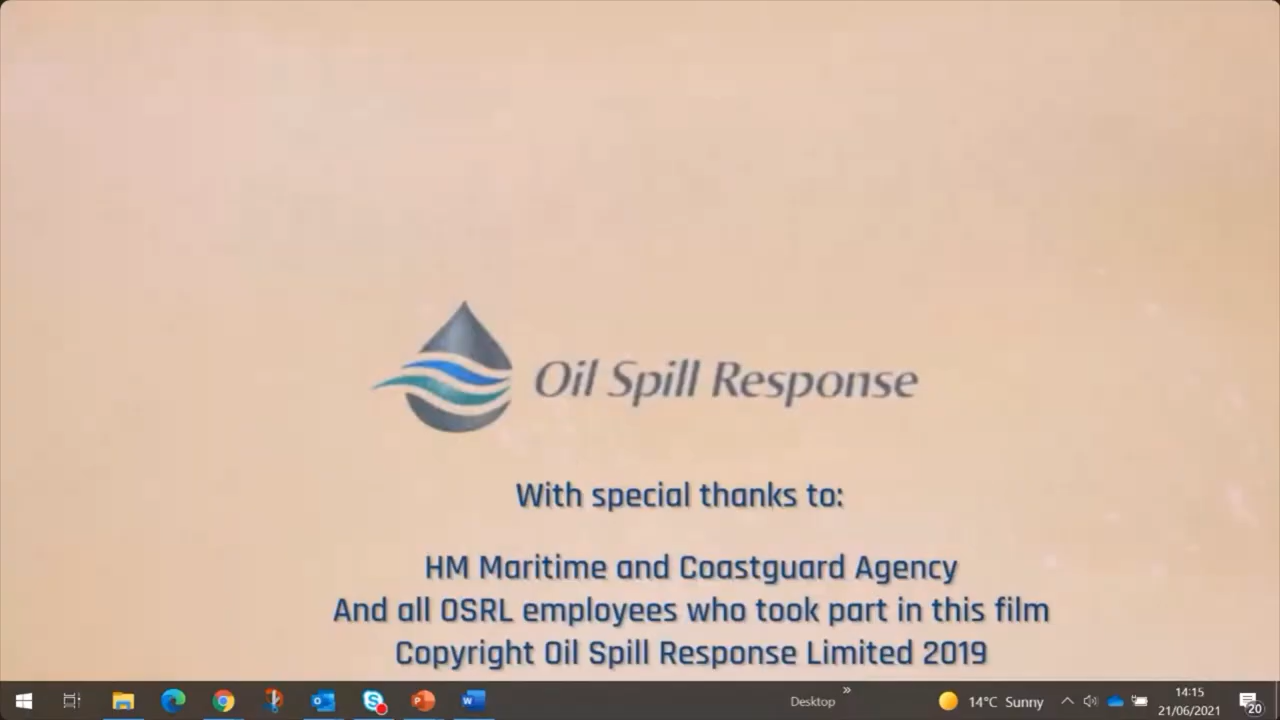 Oil Spill Response
With special thanks to:
HM Maritime and Coastguard Agency
And all OSRL employees who took part in this film
Copyright Oil Spill Response Limited 2019
Desktop
14°C Sunny
14:15
21/06/2021
20